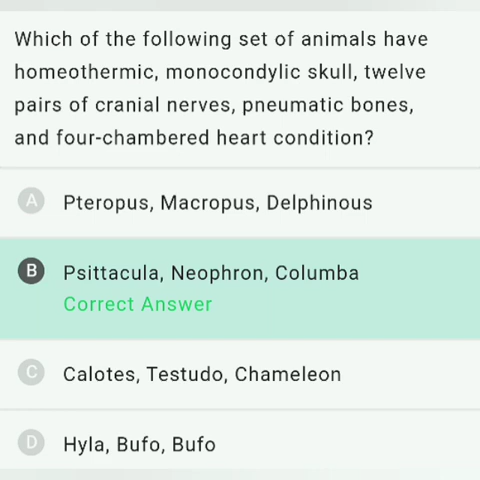 Which of the following set of animals have
homeothermic, monocondylic skull, twelve
pairs of cranial nerves, pneumatic bones,
and four-chambered heart condition?
A Pteropus, Macropus, Delphinous
B Psittacula, Neophron, Columba
Correct Answer
C Calotes, Testudo, Chameleon
D Hyla, Bufo, Bufo